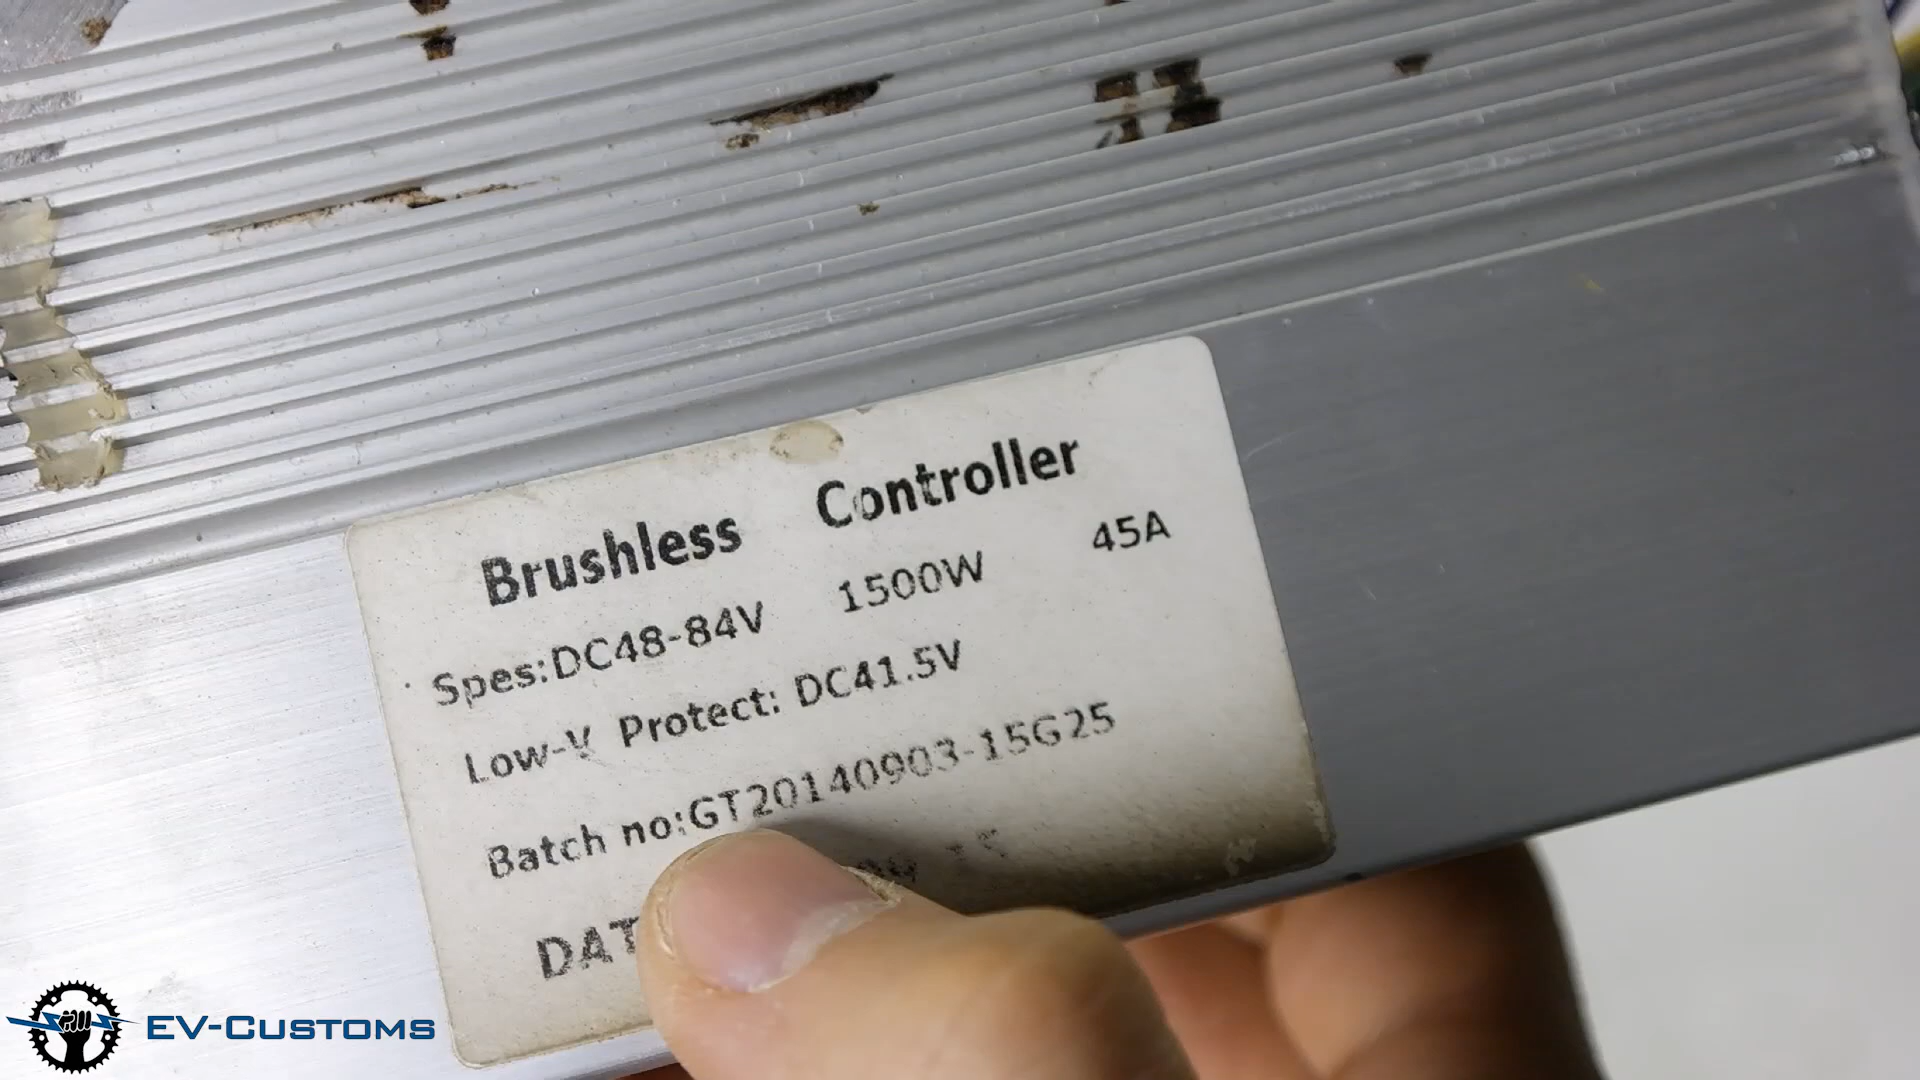 Brushless Controller
Spes:DC48-84V 1500W 45A
Low-V Protect: DC41.5V
Batch no:GT20140903-15G25
EV-Customs